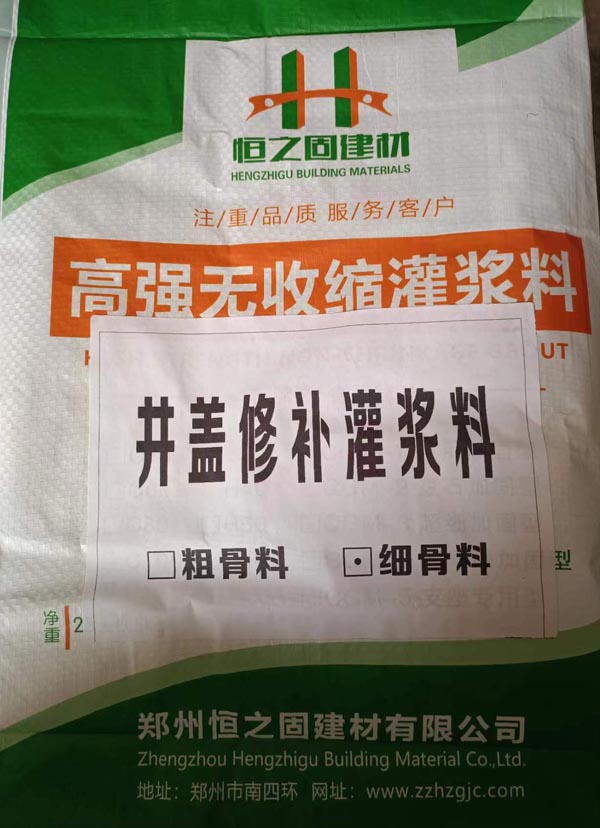 恒之固建材
HENGZHIGU BUILDING MATERIALS
注/重/品/质 服/务/客/户
高强无收缩灌浆料
井盖修补灌浆料
□粗骨料 ⊡细骨料
型
净重 2
郑州恒之固建材有限公司
Zhengzhou Hengzhigu Building Material Co.,Ltd.
地址：郑州市南四环 网址：www.zzhzgjc.com